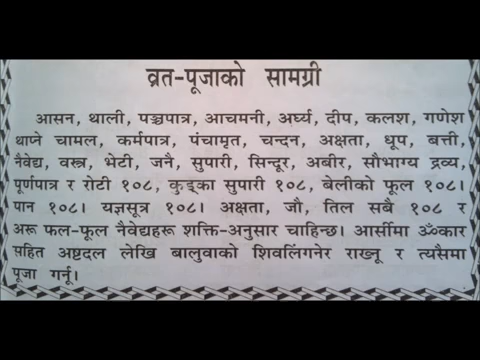 व्रत-पूजाको सामग्री
आसन, थाली, पञ्चपात्र, आचमनी, अर्घ्य, दीप, कलश, गणेश
थाप्ने चामल, कर्मपात्र, पंचामृत, चन्दन, अक्षता, धूप, बत्ती,
नैवेद्य, वस्त्र, भेटी, जनै, सुपारी, सिन्दूर, अबीर, सौभाग्य द्रव्य,
पूर्णपात्र र रोटी १०८, कुड्का सुपारी १०८, बेलीको फूल १०८।
पान १०८। यज्ञसूत्र १०८। अक्षता, जौ, तिल सबै १०८ र
अरू फल-फूल नैवेद्यहरू शक्ति-अनुसार चाहिन्छ। आर्सीमा ॐकार
सहित अष्टदल लेखि बालुवाको शिवलिंगनेर राख्नू र त्यसैमा
पूजा गर्नू।